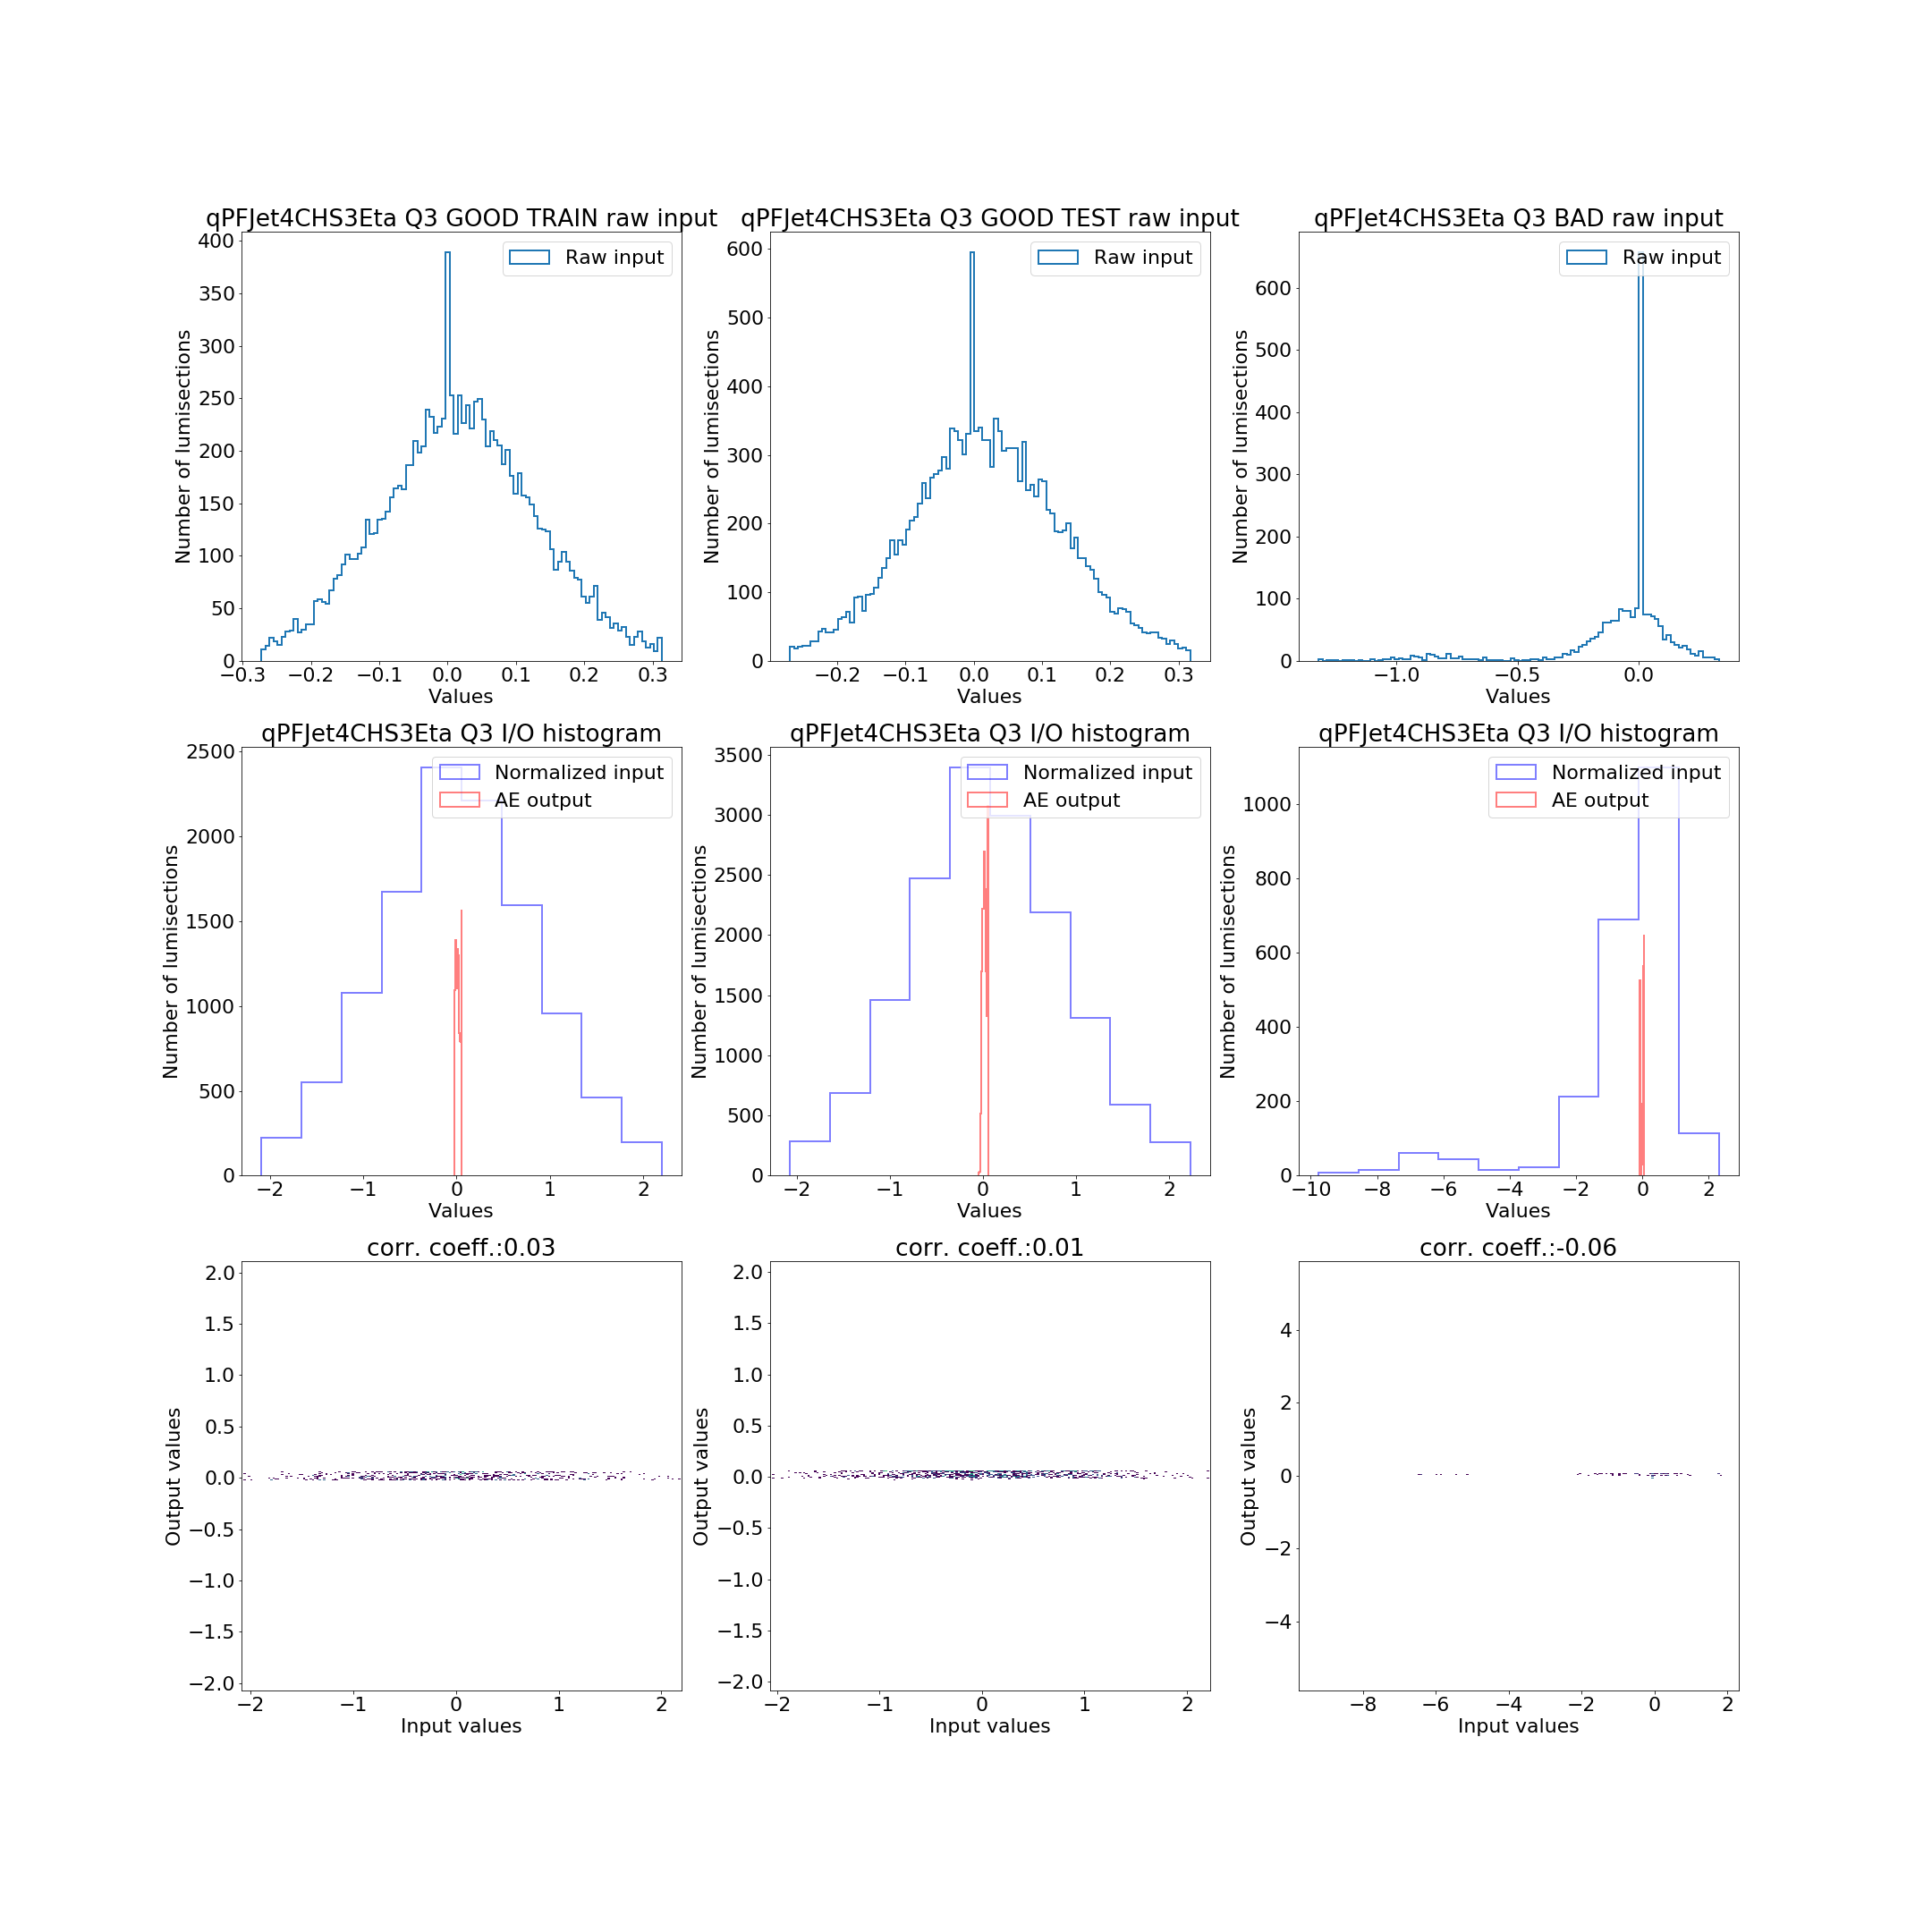 qPFJet4CHS3Eta Q3 GOOD TRAIN raw input
qPFJet4CHS3Eta Q3 GOOD TEST raw input
qPFJet4CHS3Eta Q3 BAD raw input
Raw input
400
350
300
250
200
150
100
50
0
Number of lumisections
−0.3 −0.2 −0.1 0.0 0.1 0.2 0.3
Values
Raw input
600
500
400
300
200
100
0
Number of lumisections
−0.2 −0.1 0.0 0.1 0.2 0.3
Values
Raw input
600
500
400
300
200
100
0
Number of lumisections
−1.0 −0.5 0.0
Values
qPFJet4CHS3Eta Q3 I/O histogram
Normalized input
AE output
2500
2000
1500
1000
500
0
Number of lumisections
−2 −1 0 1 2
Values
qPFJet4CHS3Eta Q3 I/O histogram
Normalized input
AE output
3500
3000
2500
2000
1500
1000
500
0
Number of lumisections
−2 −1 0 1 2
Values
qPFJet4CHS3Eta Q3 I/O histogram
Normalized input
AE output
1000
800
600
400
200
0
Number of lumisections
−10 −8 −6 −4 −2 0 2
Values
corr. coeff.:0.03
2.0
1.5
1.0
0.5
0.0
−0.5
−1.0
−1.5
−2.0
Output values
−2 −1 0 1 2
Input values
corr. coeff.:0.01
2.0
1.5
1.0
0.5
0.0
−0.5
−1.0
−1.5
−2.0
Output values
−2 −1 0 1 2
Input values
corr. coeff.:-0.06
4
2
0
−2
−4
Output values
−8 −6 −4 −2 0 2
Input values